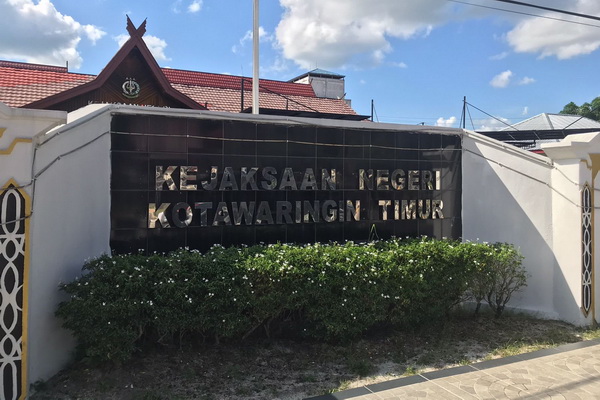 KEJAKSAAN NEGERI
KOTAWARINGIN TIMUR